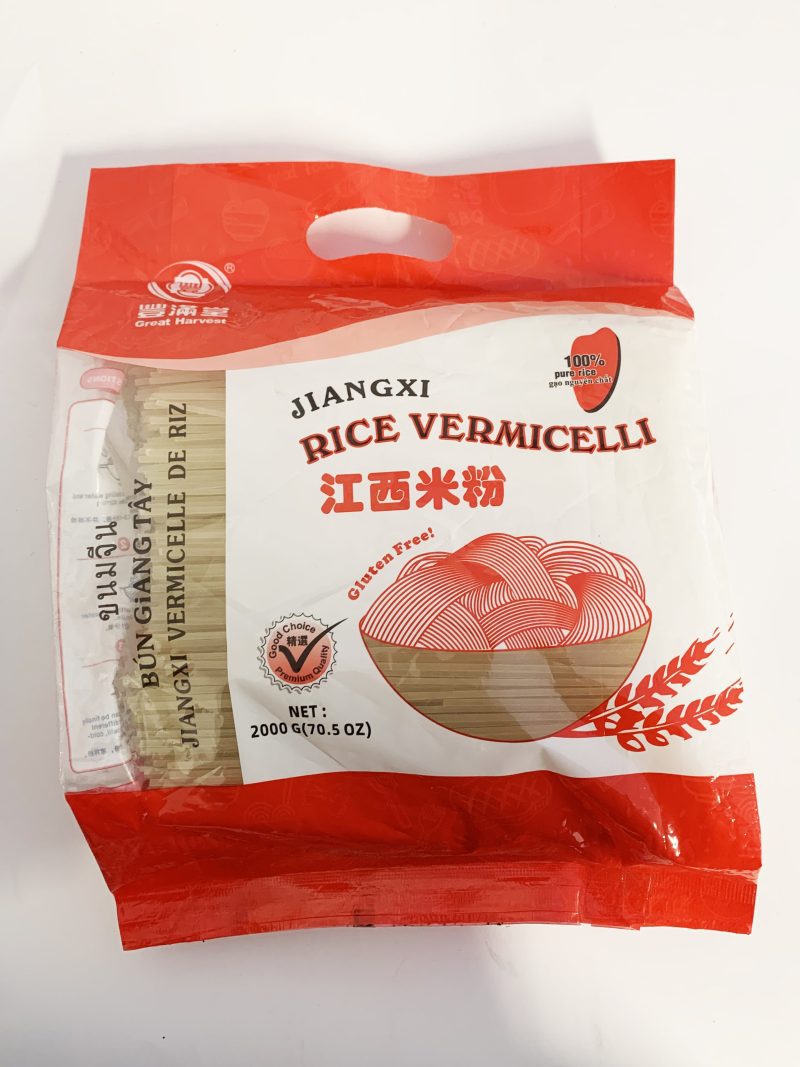 豐滿堂®
Great Harvest
100%
pure rice
gạo nguyên chất
JIANGXI
RICE VERMICELLI
江西米粉
Gluten Free!
Good Choice
精選
Premium Quality
NET :
2000 G(70.5 OZ)
ขนมจีน
BÚN GiANG TÂY
JIANGXI VERMICELLE DE RIZ